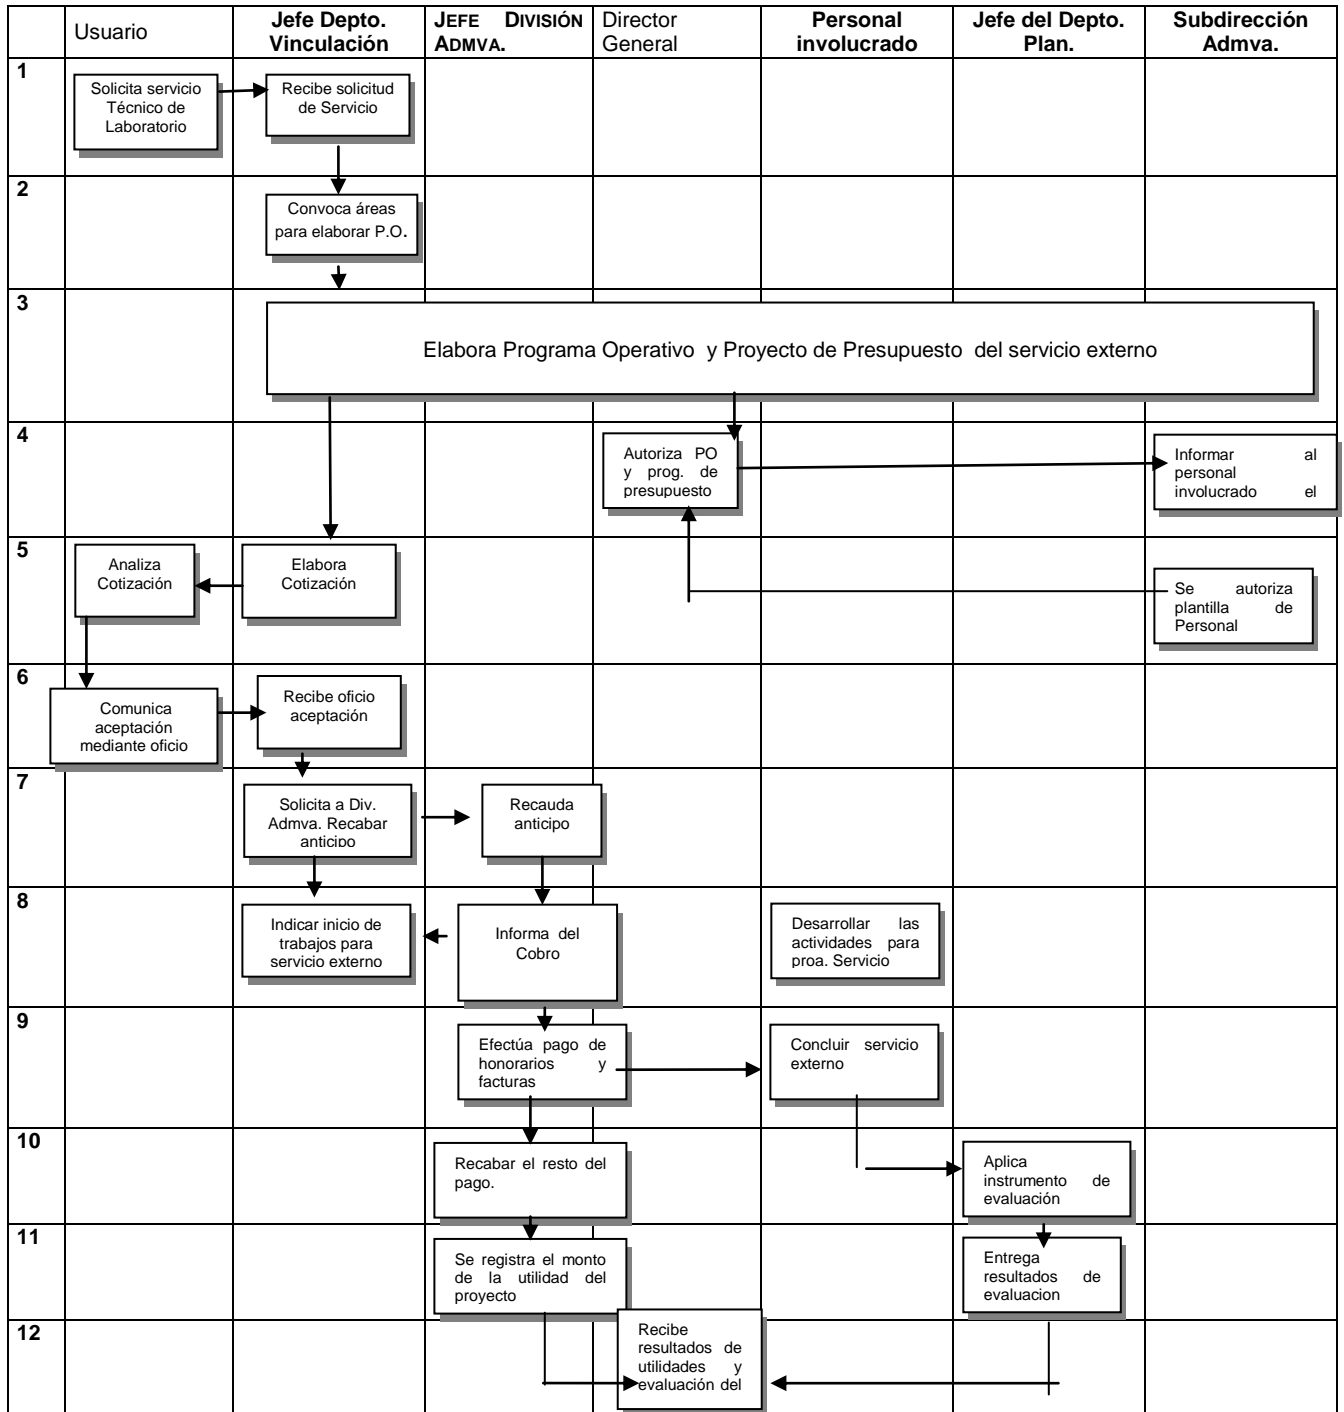 Usuario
Jefe Depto.
Vinculación
JEFE DIVISIÓN
ADMVA.
Director
General
Personal
involucrado
Jefe del Depto.
Plan.
Subdirección
Admva.
1
Solicita servicio
Técnico de
Laboratorio
Recibe solicitud
de Servicio
2
Convoca áreas
para elaborar P.O.
3
Elabora Programa Operativo y Proyecto de Presupuesto del servicio externo
4
Autoriza PO
y prog. de
presupuesto
Informar al
personal
involucrado el
5
Analiza
Cotización
Elabora
Cotización
Se autoriza
plantilla de
Personal
6
Comunica
aceptación
mediante oficio
Recibe oficio
aceptación
7
Solicita a Div.
Admva. Recabar
anticipo
Recauda
anticipo
8
Indicar inicio de
trabajos para
servicio externo
Informa del
Cobro
Desarrollar las
actividades para
proa. Servicio
9
Efectúa pago de
honorarios y
facturas
Concluir servicio
externo
10
Recabar el resto del
pago.
Aplica
instrumento de
evaluación
11
Se registra el monto
de la utilidad del
proyecto
Entrega
resultados de
evaluacion
12
Recibe
resultados de
utilidades y
evaluación del